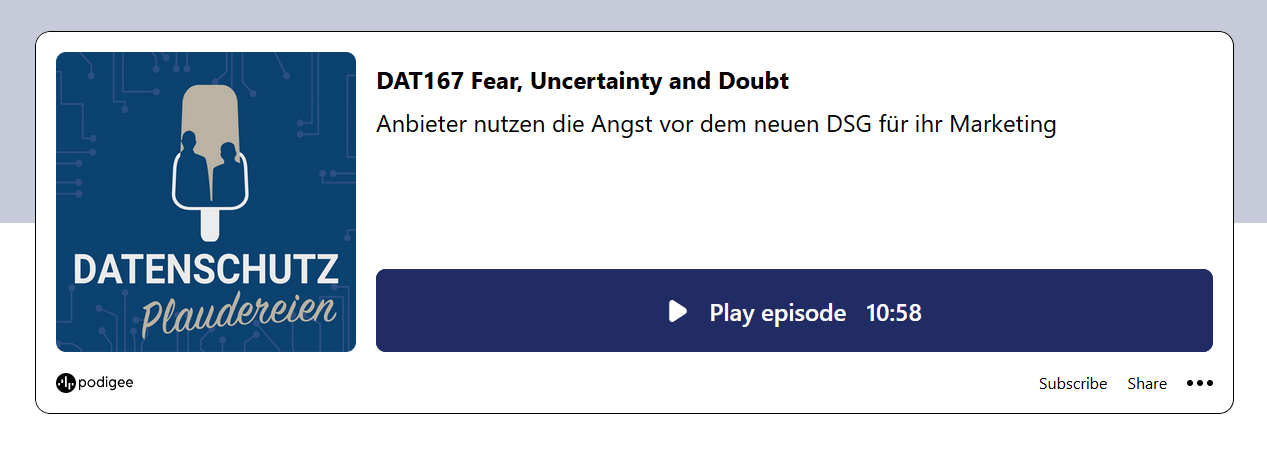 DATENSCHUTZ
Plaudereien
DAT167 Fear, Uncertainty and Doubt
Anbieter nutzen die Angst vor dem neuen DSG für ihr Marketing
Play episode 10:58
podigee
Subscribe Share